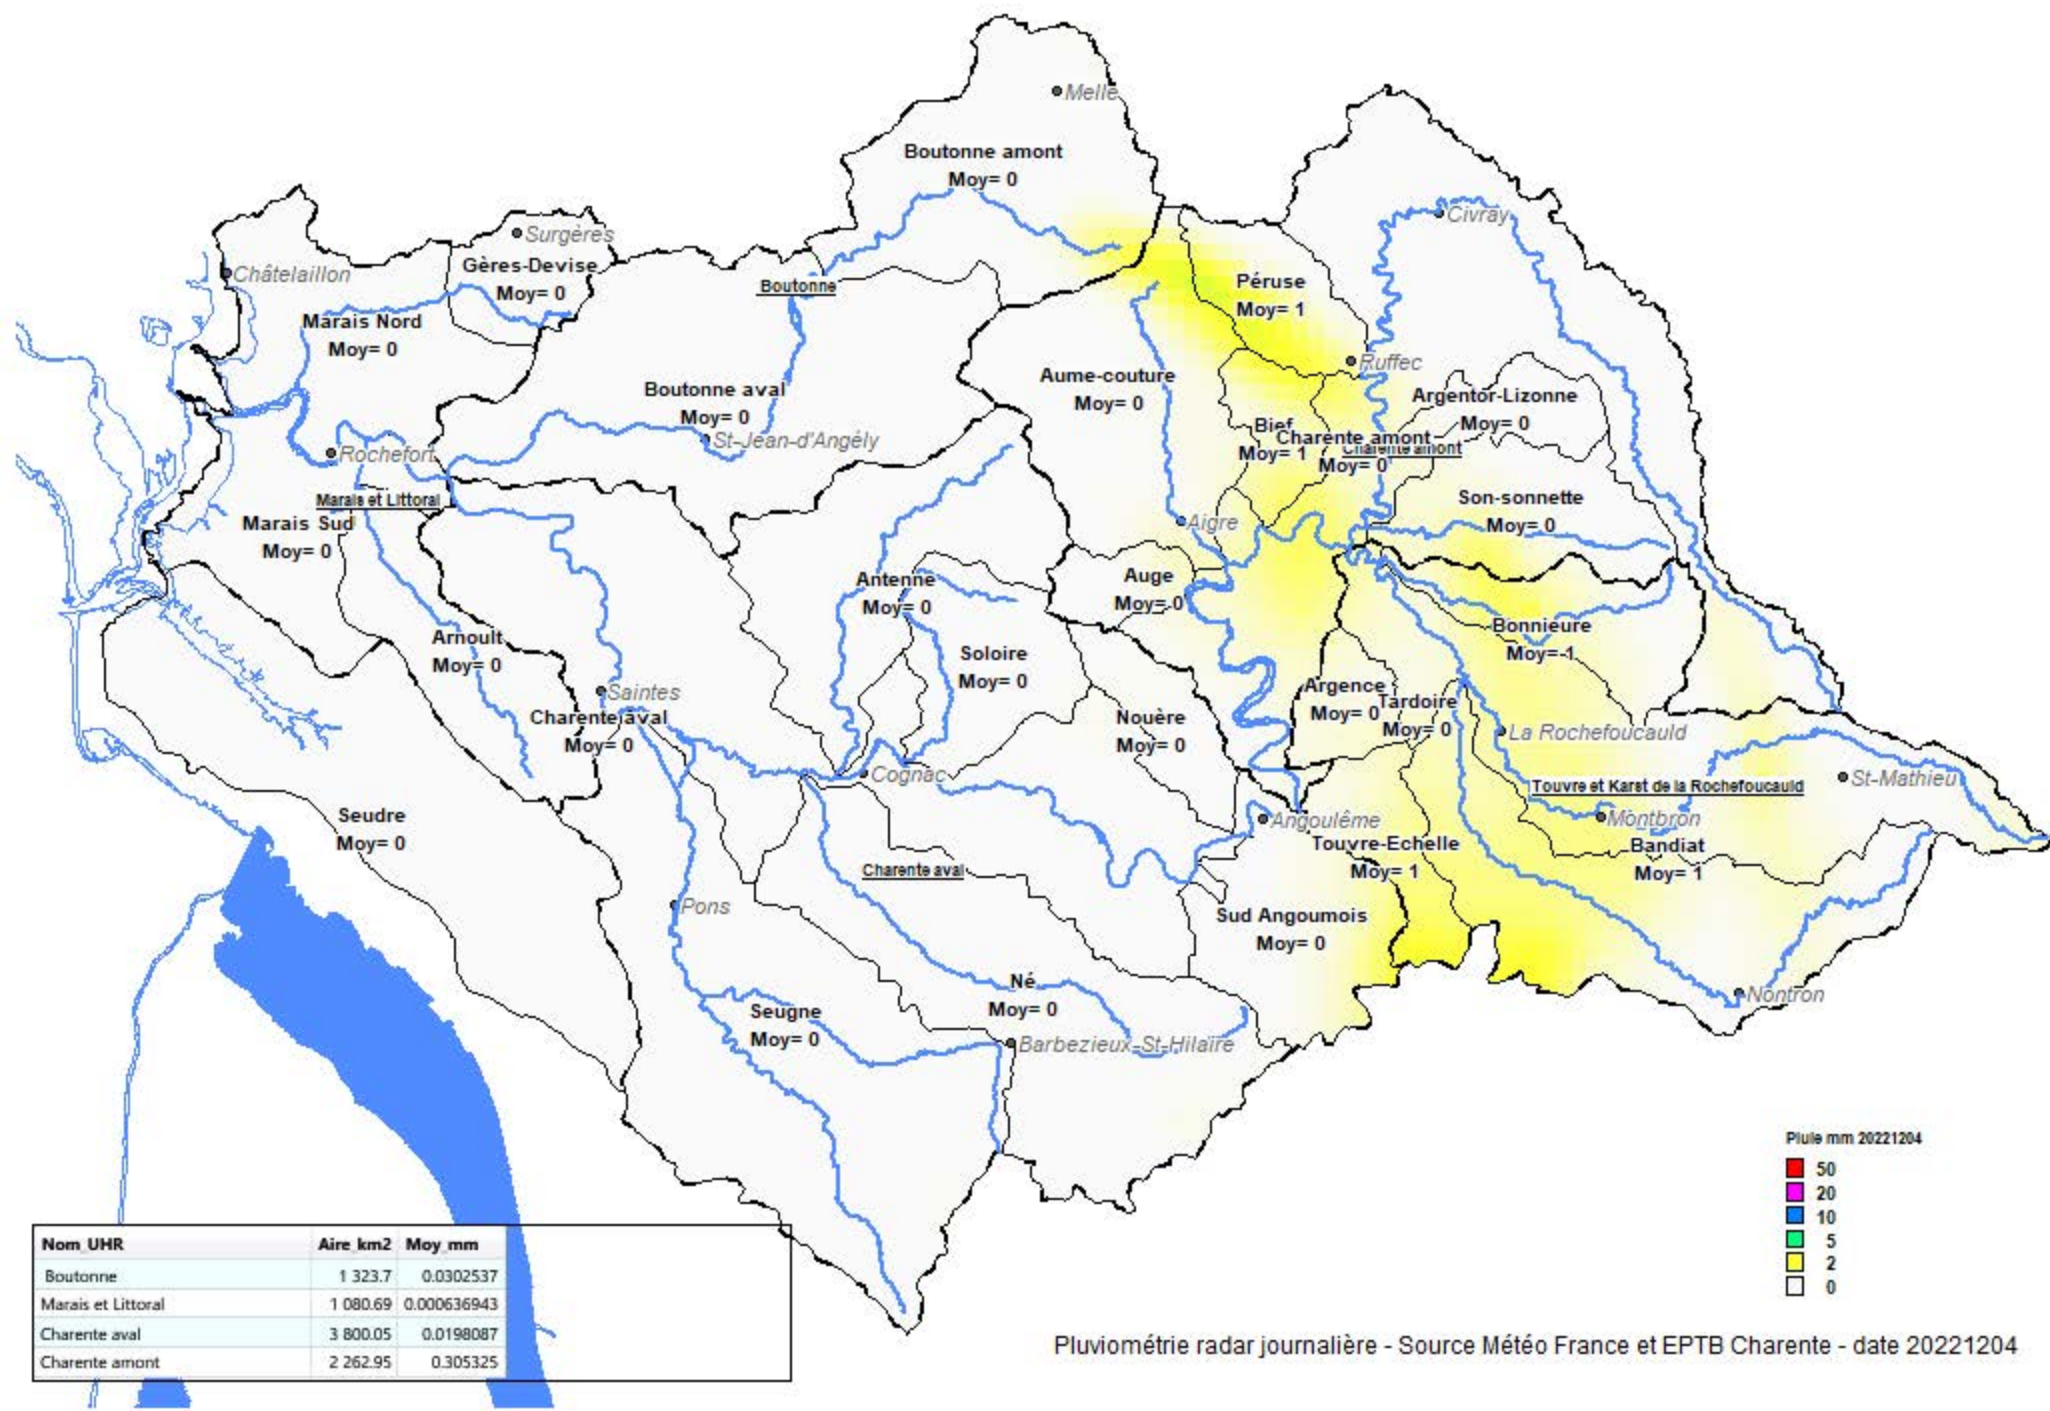 Melle
Boutonne amont
Moy= 0
Civray
Surgères
Châtelaillon
Gères-Devise
Moy= 0
Boutonne
Péruse
Moy= 1
Marais Nord
Moy= 0
Ruffec
Aume-couture
Moy= 0
Boutonne aval
Moy= 0
Argentor-Lizonne
Moy= 0
Bief
Moy= 1
Charente amont
Moy= 0
Charente amont
St-Jean-d'Angély
Rochefort
Marais et Littoral
Son-sonnette
Moy= 0
Marais Sud
Moy= 0
Aigre
Antenne
Moy= 0
Auge
Moy= 0
Bonnieure
Moy= 1
Arnoult
Moy= 0
Soloire
Moy= 0
Saintes
Argence
Moy= 0
Tardoire
Moy= 0
Charente aval
Moy= 0
Nouère
Moy= 0
La Rochefoucauld
Cognac
St-Mathieu
Touvre et Karst de la Rochefoucauld
Seudre
Moy= 0
Angoulême
Montbron
Touvre-Echelle
Moy= 1
Bandiat
Moy= 1
Charente aval
Pons
Sud Angoumois
Moy= 0
Né
Moy= 0
Nontron
Seugne
Moy= 0
Barbezieux-St-Hilaire
Pluie mm 20221204
50
20
10
5
2
0
Nom_UHR Aire_km2 Moy_mm
Boutonne 1 323.7 0.0302537
Marais et Littoral 1 080.69 0.000636943
Charente aval 3 800.05 0.0198087
Charente amont 2 262.95 0.305325
Pluviométrie radar journalière - Source Météo France et EPTB Charente - date 20221204